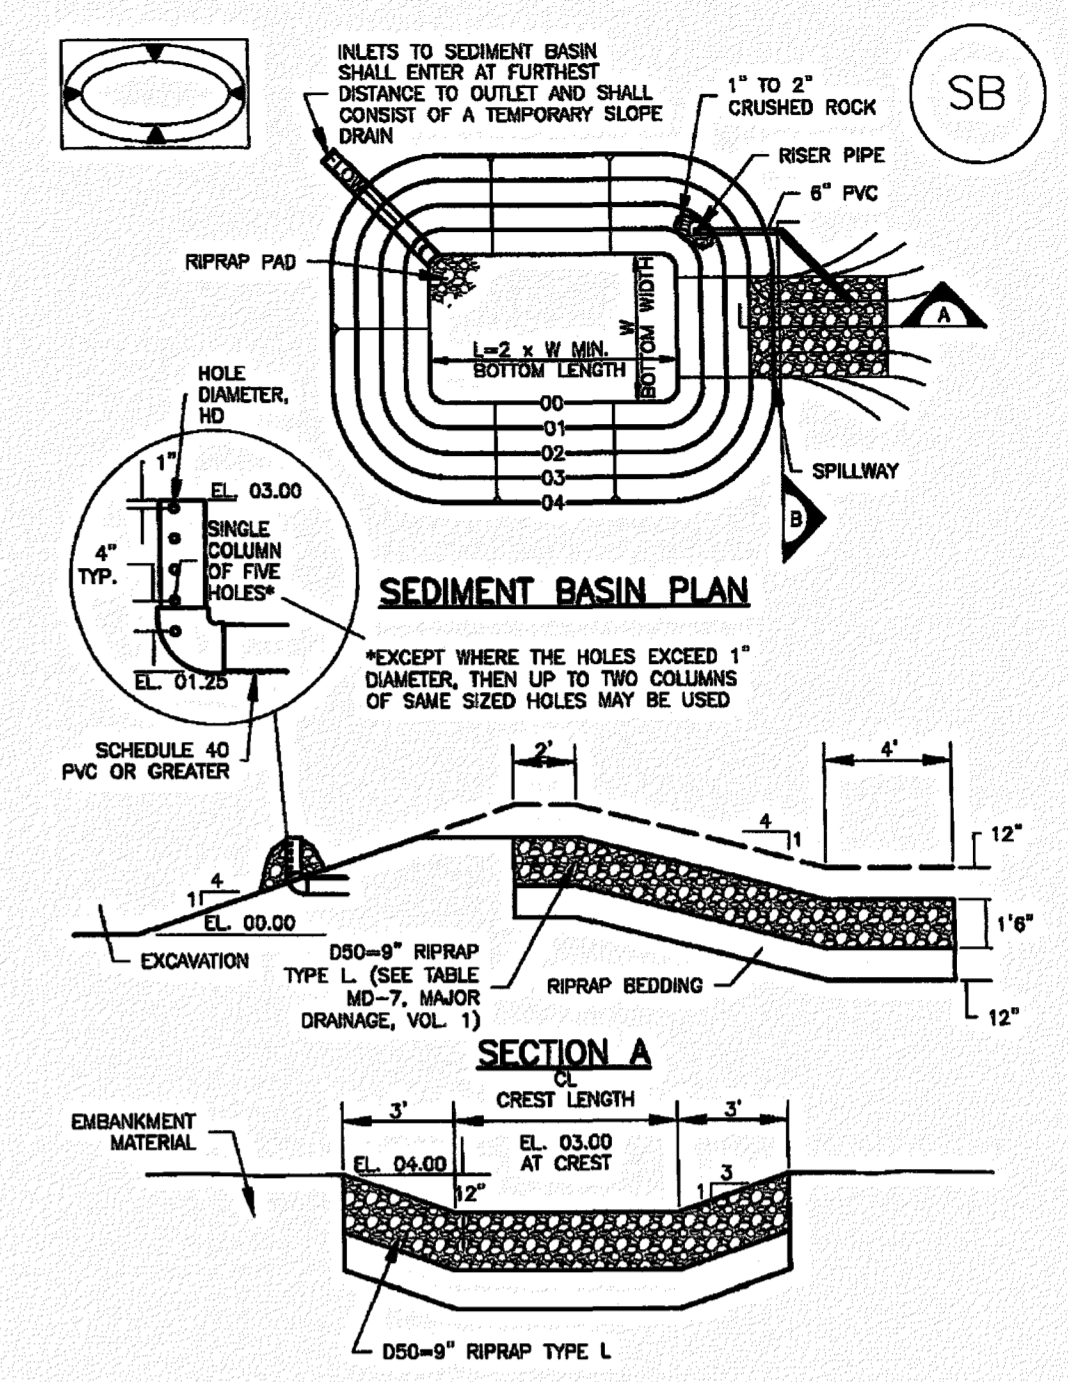 INLETS TO SEDIMENT BASIN
SHALL ENTER AT FURTHEST
DISTANCE TO OUTLET AND SHALL
CONSIST OF A TEMPORARY SLOPE
DRAIN
1" TO 2"
CRUSHED ROCK
SB
RISER PIPE
6" PVC
FLOW
RIPRAP PAD
W
BOTTOM WIDTH
A
L=2 x W MIN.
BOTTOM LENGTH
00
01
02
03
04
SPILLWAY
B
HOLE
DIAMETER,
HD
1"
EL. 03.00
SINGLE
COLUMN
OF FIVE
HOLES*
4"
TYP.
EL. 01.25
SEDIMENT BASIN PLAN
*EXCEPT WHERE THE HOLES EXCEED 1"
DIAMETER, THEN UP TO TWO COLUMNS
OF SAME SIZED HOLES MAY BE USED
SCHEDULE 40
PVC OR GREATER
2'
4'
4
1
12"
4
1
EL. 00.00
1'6"
EXCAVATION
D50=9" RIPRAP
TYPE L. (SEE TABLE
MD-7, MAJOR
DRAINAGE, VOL. 1)
RIPRAP BEDDING
12"
SECTION A
CL
CREST LENGTH
3'
3'
EMBANKMENT
MATERIAL
EL. 04.00
EL. 03.00
AT CREST
12"
3
1
D50=9" RIPRAP TYPE L